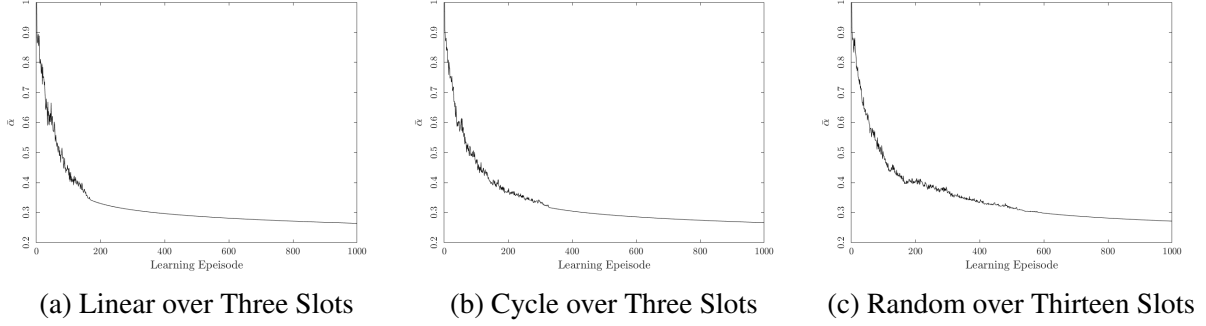 1
0.9
0.8
0.7
0.6
0.5
0.4
0.3
0.2
ᾱ
0 200 400 600 800 1000
Learning Epeisode
(a) Linear over Three Slots
1
0.9
0.8
0.7
0.6
0.5
0.4
0.3
0.2
ᾱ
0 200 400 600 800 1000
Learning Epeisode
(b) Cycle over Three Slots
1
0.9
0.8
0.7
0.6
0.5
0.4
0.3
0.2
ᾱ
0 200 400 600 800 1000
Learning Epeisode
(c) Random over Thirteen Slots